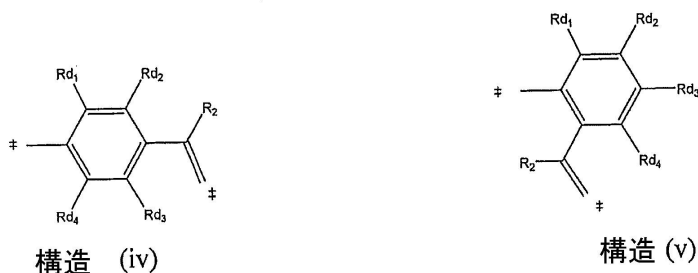 Rd₁ Rd₂
R₂
‡
‡
Rd₄ Rd₃
構造 (iv)
Rd₁ Rd₂
‡
Rd₃
R₂ Rd₄
‡
構造 (v)